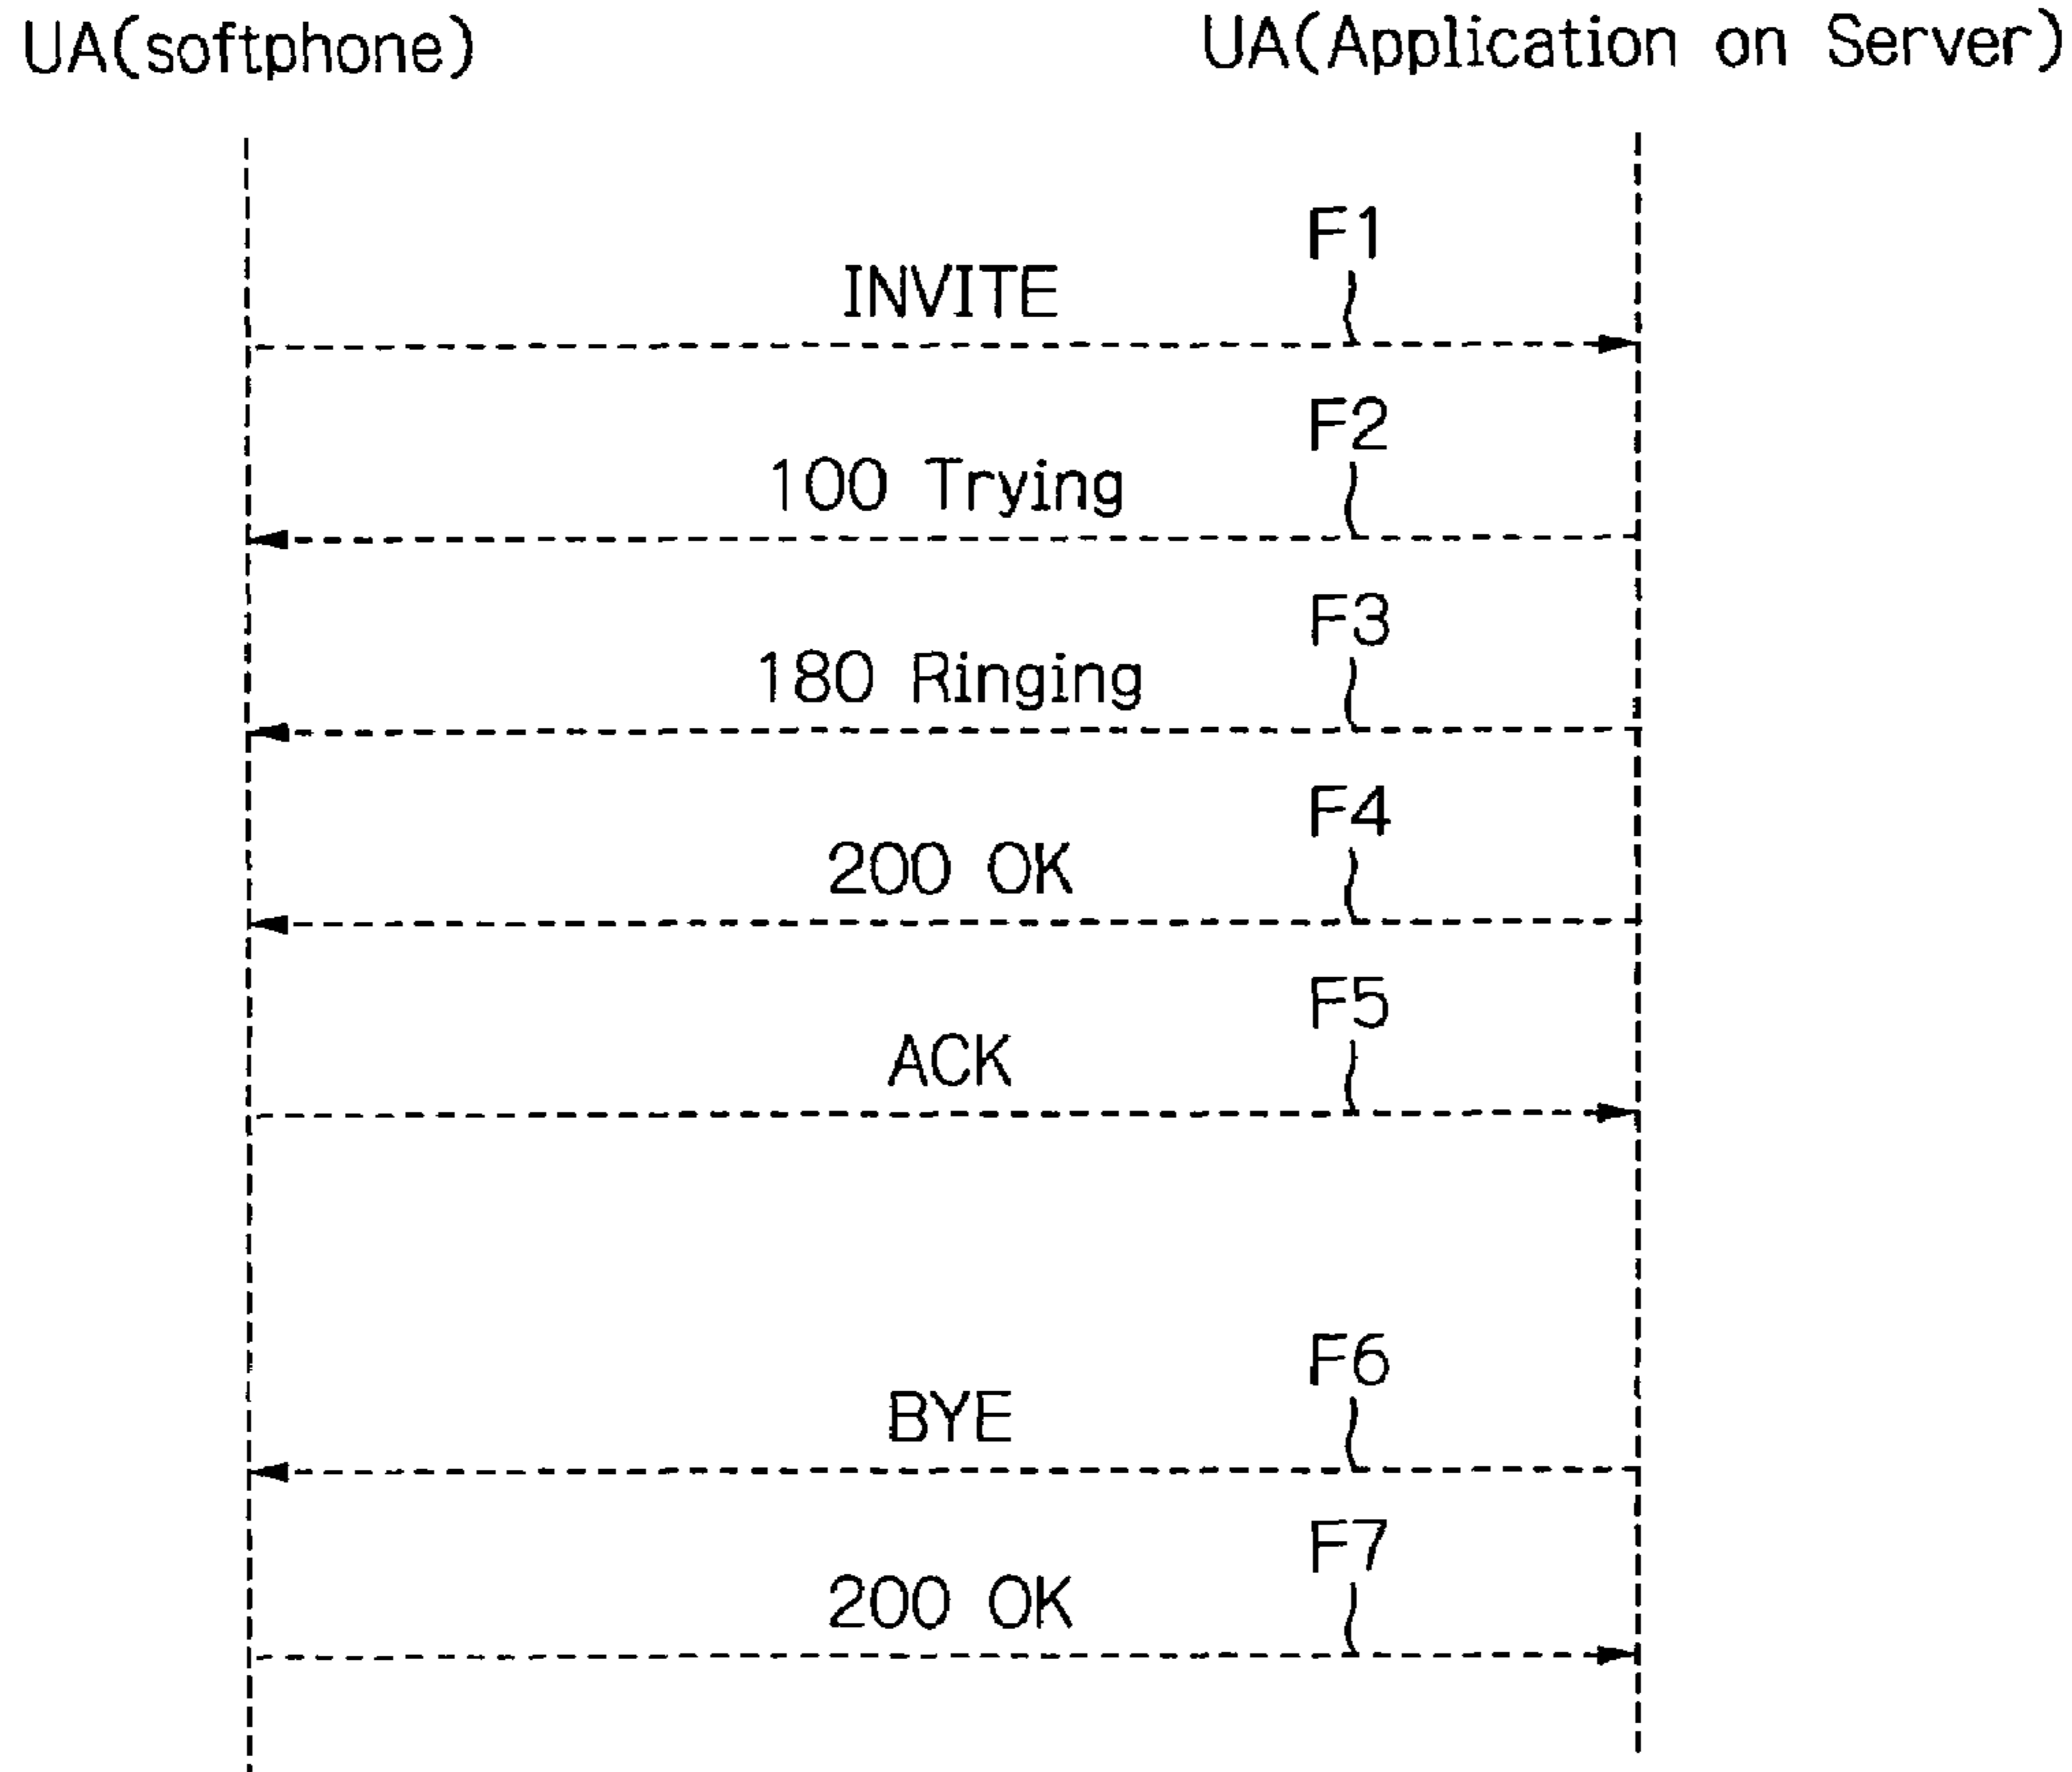 UA(softphone) UA(Application on Server)
F1
INVITE
F2
100 Trying
F3
180 Ringing
F4
200 OK
F5
ACK
F6
BYE
F7
200 OK